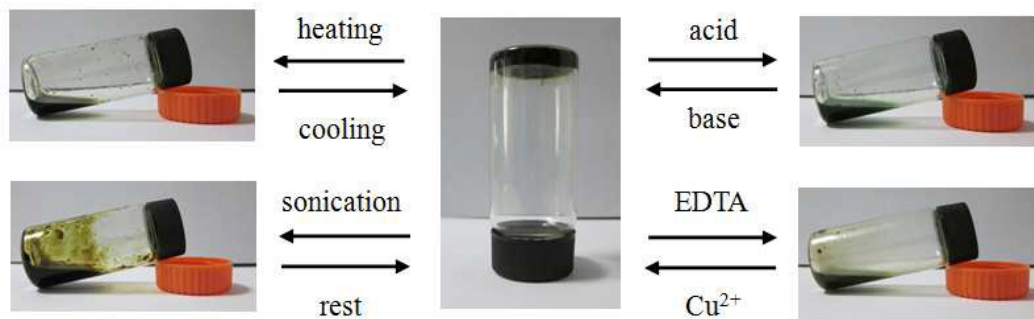 heating
cooling
acid
base
sonication
rest
EDTA
Cu²⁺